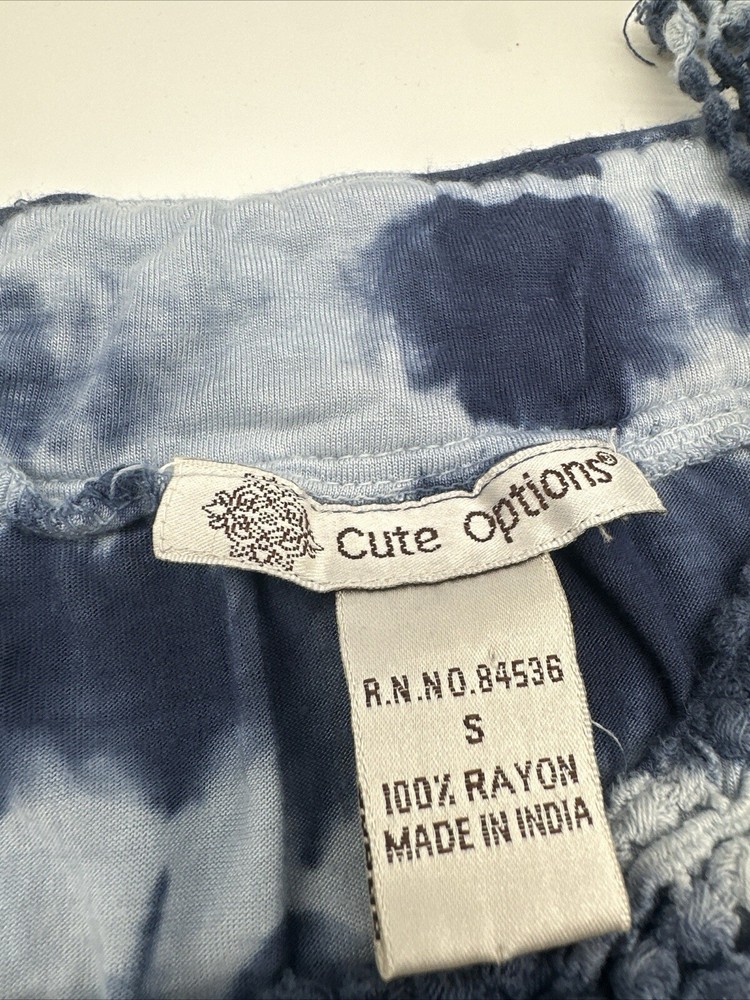 Cute Options®
R.N.NO.84536
S
100% RAYON
MADE IN INDIA